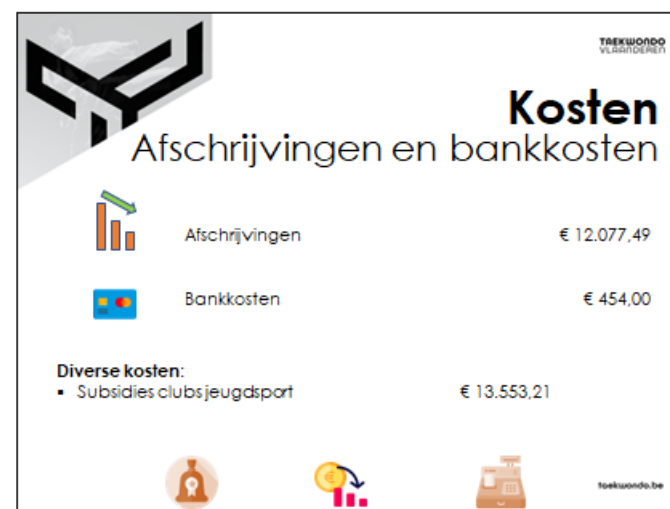 TAEKWONDO
VLAANDEREN
Kosten
Afschrijvingen en bankkosten
Afschrijvingen € 12.077,49
Bankkosten € 454,00
Diverse kosten:
▪ Subsidies clubs jeugdsport € 13.553,21
taekwondo.be